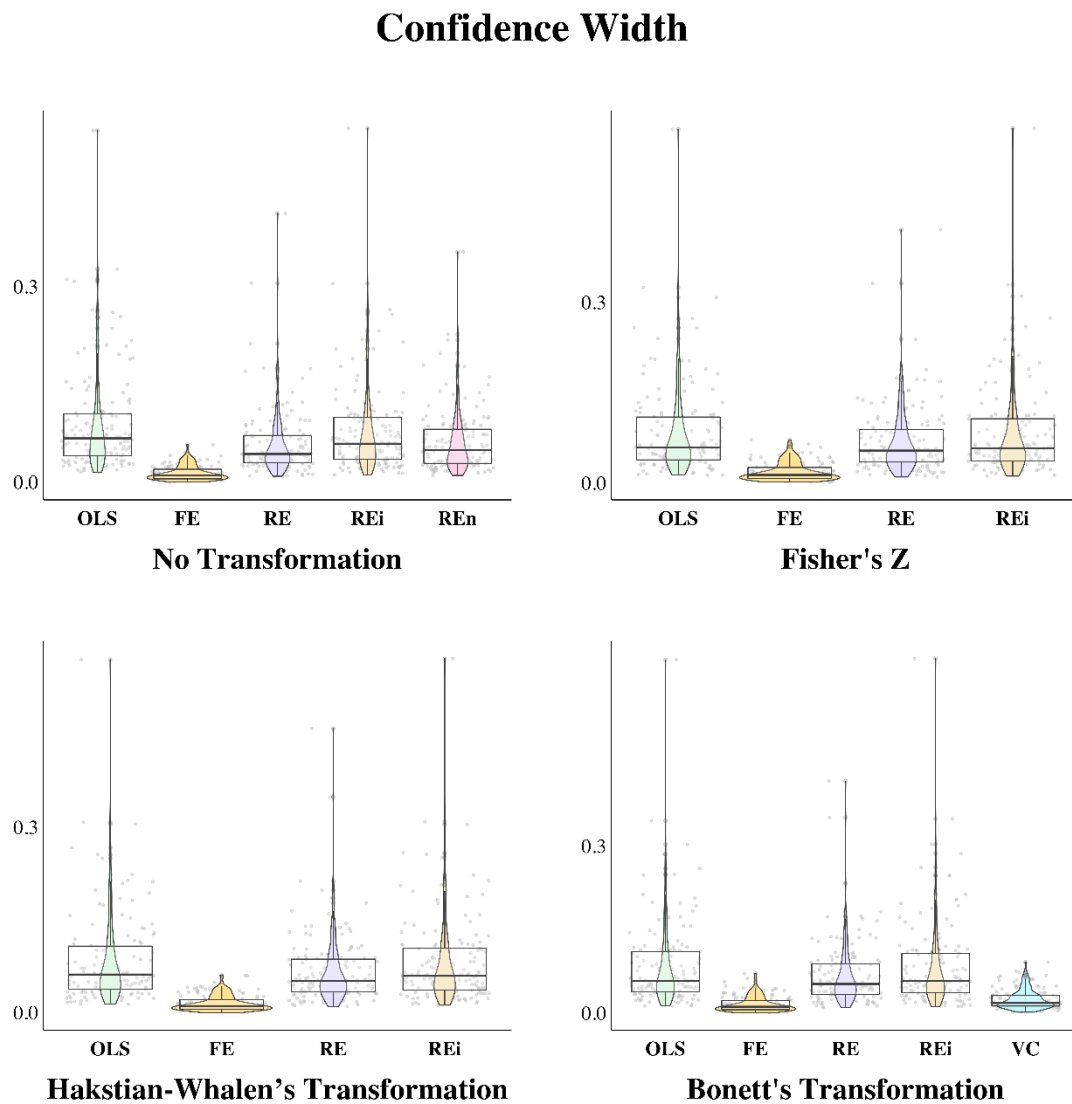 Confidence Width
0.3
0.0
OLS FE RE REi REn
No Transformation
0.3
0.0
OLS FE RE REi
Fisher's Z
0.3
0.0
OLS FE RE REi
Hakstian-Whalen’s Transformation
0.3
0.0
OLS FE RE REi VC
Bonett's Transformation